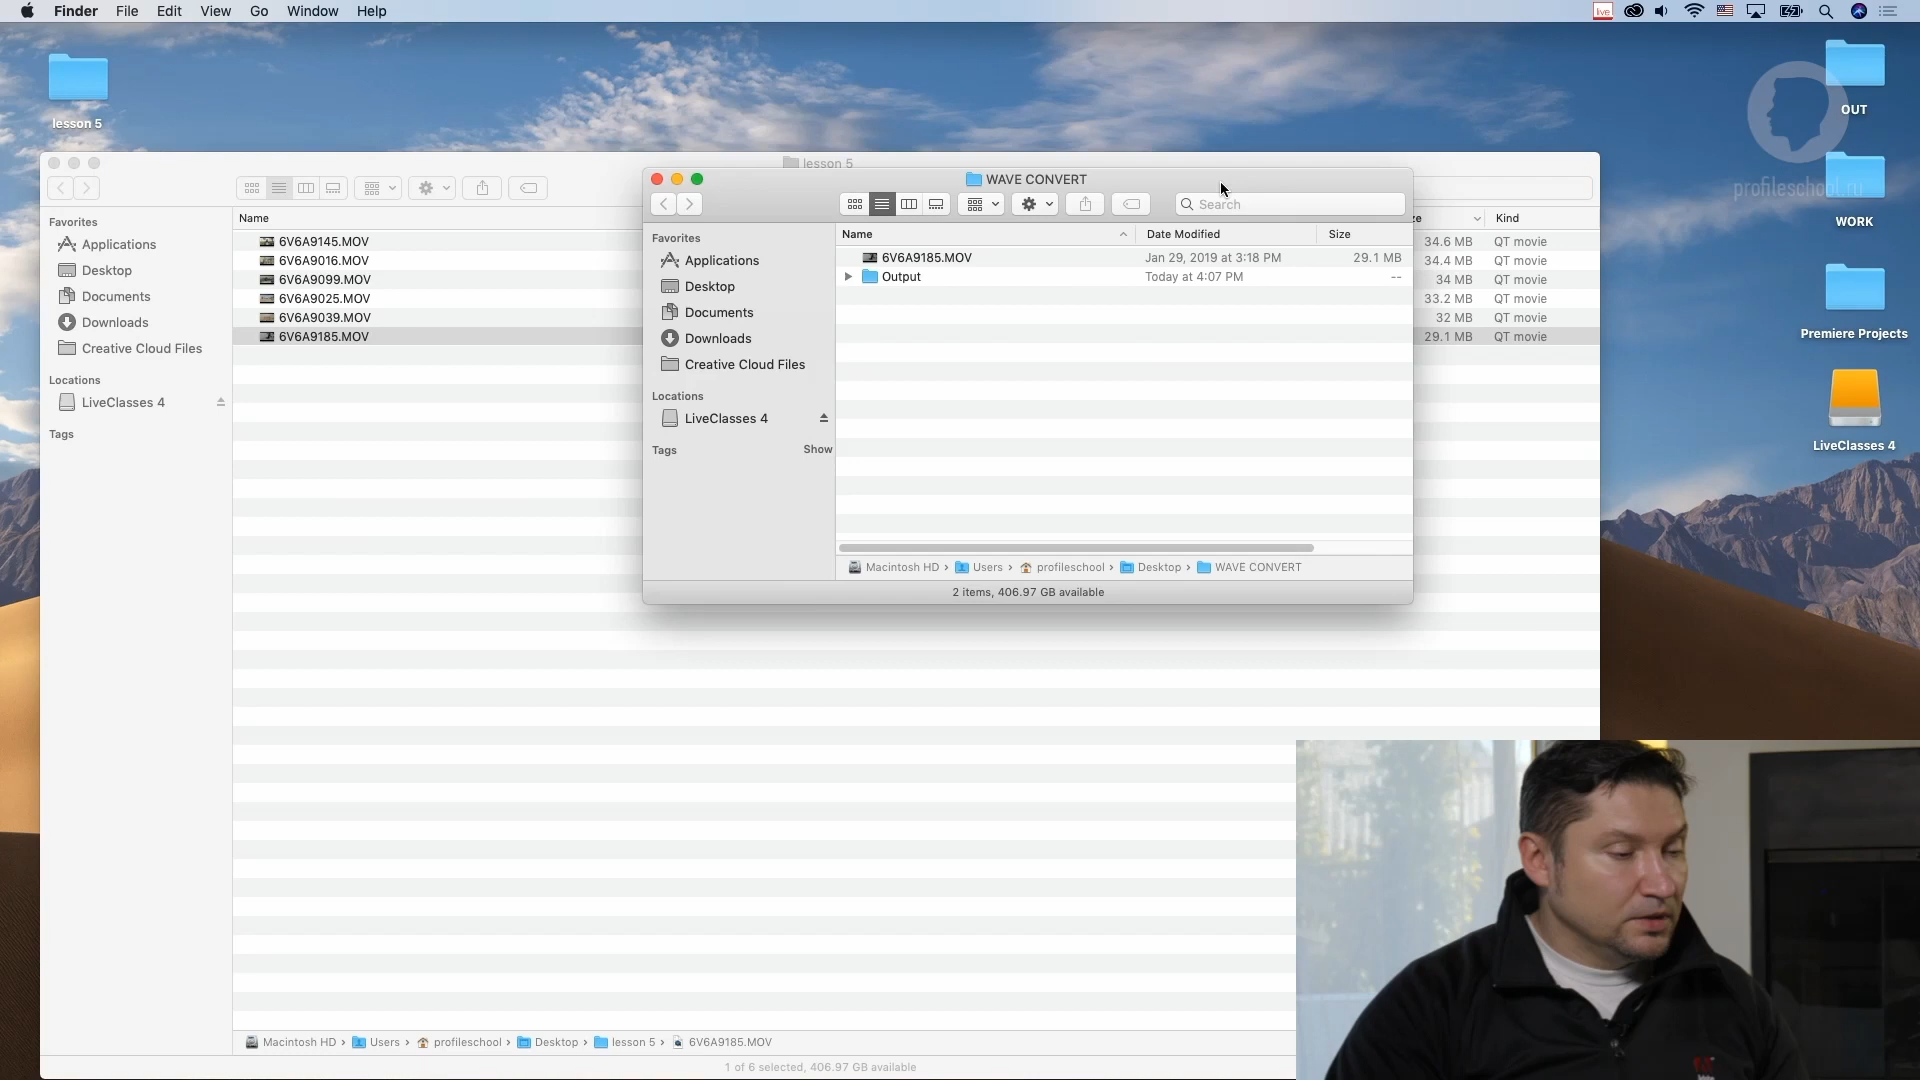 Finder File Edit View Go Window Help
live
lesson 5
OUT
profileschool.ru
WORK
Premiere Projects
LiveClasses 4
lesson 5
Favorites
Applications
Desktop
Documents
Downloads
Creative Cloud Files
Locations
LiveClasses 4
Tags
Name
Kind
6V6A9145.MOV 34.6 MB QT movie
6V6A9016.MOV 34.4 MB QT movie
6V6A9099.MOV 34 MB QT movie
6V6A9025.MOV 33.2 MB QT movie
6V6A9039.MOV 32 MB QT movie
6V6A9185.MOV 29.1 MB QT movie
Macintosh HD › Users › profileschool › Desktop › lesson 5 › 6V6A9185.MOV
1 of 6 selected, 406.97 GB available
WAVE CONVERT
Search
Favorites
Applications
Desktop
Documents
Downloads
Creative Cloud Files
Locations
LiveClasses 4
Tags Show
Name Date Modified Size
6V6A9185.MOV Jan 29, 2019 at 3:18 PM 29.1 MB
Output Today at 4:07 PM --
Macintosh HD › Users › profileschool › Desktop › WAVE CONVERT
2 items, 406.97 GB available